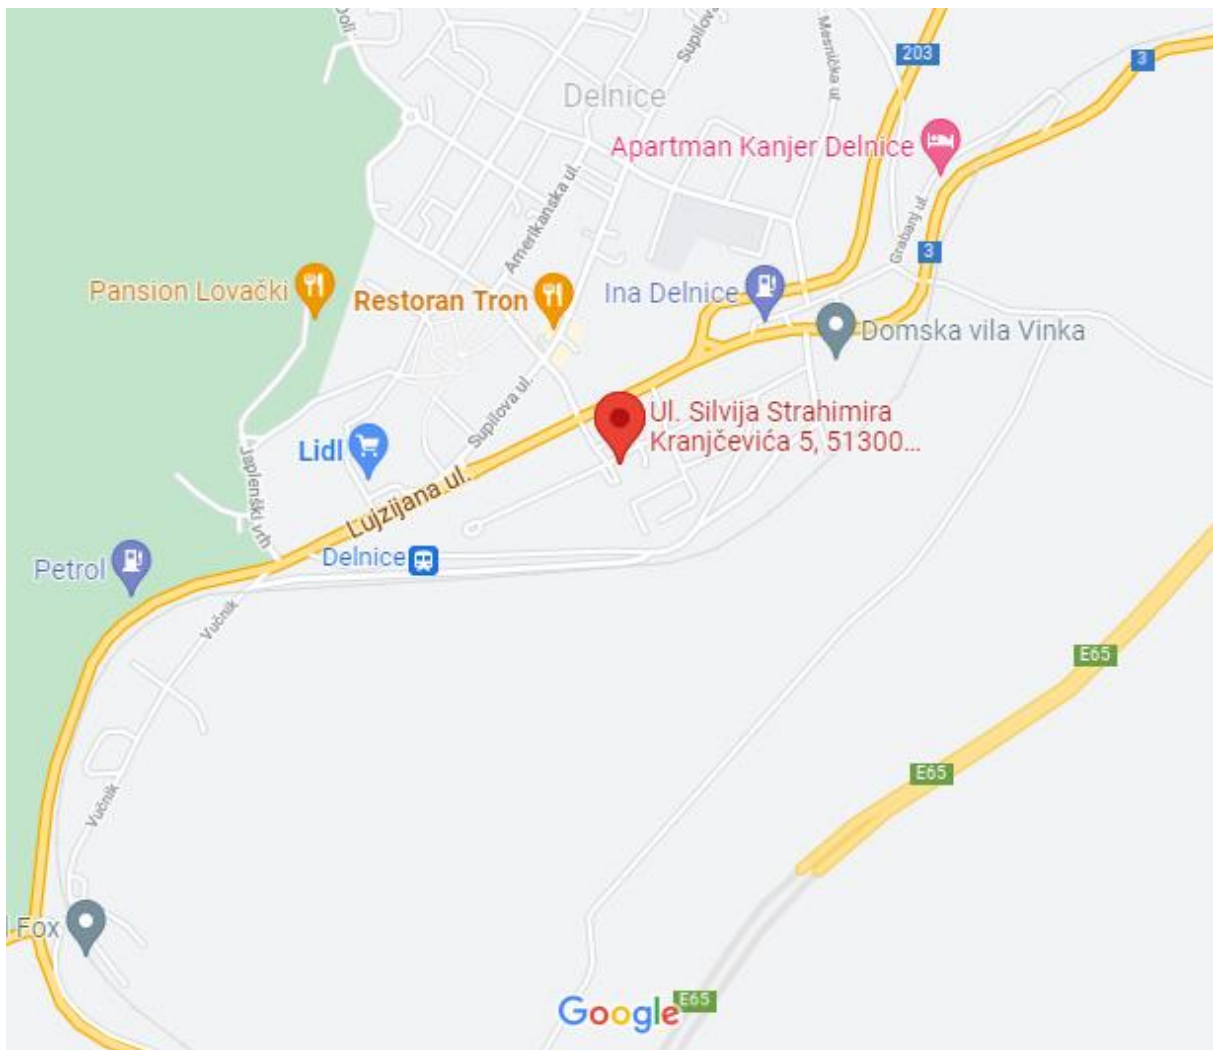 Doli
Supilova
Mesnička ul.
203
3
Delnice
Apartman Kanjer Delnice
Amerikanska ul.
Grabanj ul.
3
Pansion Lovački
Restoran Tron
Ina Delnice
Domska vila Vinka
Supilova ul.
Ul. Silvija Strahimira
Kranjčevića 5, 51300...
Lidl
Japlenški vrh
Lujzijana ul.
Delnice
Petrol
Vučnik
E65
E65
Vučnik
Fox
Google
E65